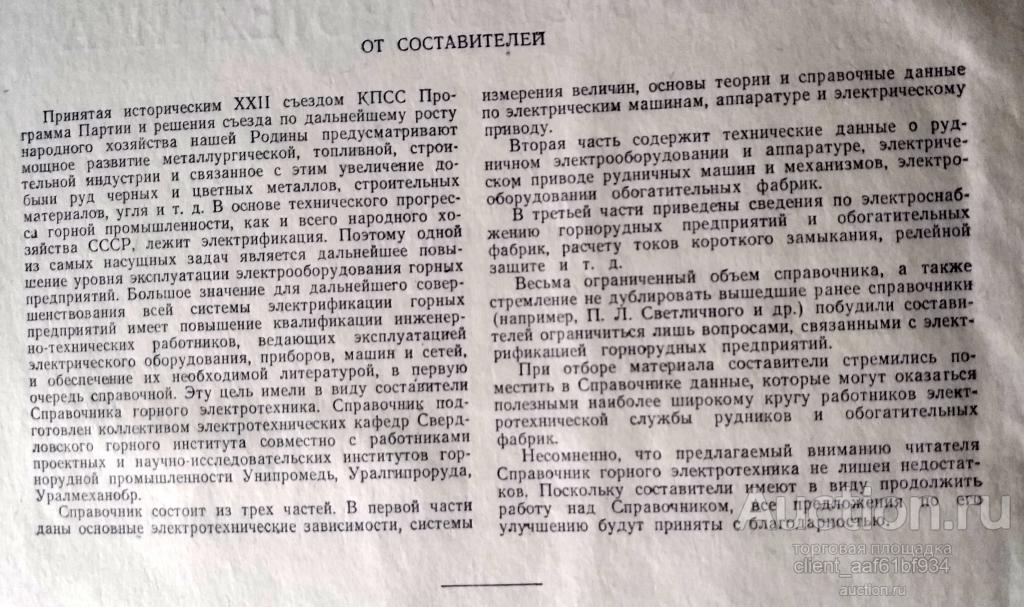 ОТ СОСТАВИТЕЛЕЙ
Принятая историческим XXII съездом КПСС Про-
грамма Партии и решения съезда по дальнейшему росту
народного хозяйства нашей Родины предусматривают
мощное развитие металлургической, топливной, строи-
тельной индустрии и связанное с этим увеличение до-
бычи руд черных и цветных металлов, строительных
материалов, угля и т. д. В основе технического прогрес-
са горной промышленности, как и всего народного хо-
зяйства СССР, лежит электрификация. Поэтому одной
из самых насущных задач является дальнейшее повы-
шение уровня эксплуатации электрооборудования горных
предприятий. Большое значение для дальнейшего совер-
шенствования всей системы электрификации горных
предприятий имеет повышение квалификации инженер-
но-технических работников, ведающих эксплуатацией
электрического оборудования, приборов, машин и сетей,
и обеспечение их необходимой литературой, в первую
очередь справочной. Эту цель имели в виду составители
Справочника горного электротехника. Справочник под-
готовлен коллективом электротехнических кафедр Сверд-
ловского горного института совместно с работниками
проектных и научно-исследовательских институтов гор-
норудной промышленности Унипромедь, Уралгипроруда,
Уралмеханобр.
Справочник состоит из трех частей. В первой части
даны основные электротехнические зависимости, системы
измерения величин, основы теории и справочные данные
по электрическим машинам, аппаратуре и электрическому
приводу.
Вторая часть содержит технические данные о руд-
ничном электрооборудовании и аппаратуре, электриче-
ском приводе рудничных машин и механизмов, электро-
оборудовании обогатительных фабрик.
В третьей части приведены сведения по электроснаб-
жению горнорудных предприятий и обогатительных
фабрик, расчету токов короткого замыкания, релейной
защите и т. д.
Весьма ограниченный объем справочника, а также
стремление не дублировать вышедшие ранее справочники
(например, П. Л. Светличного и др.) побудили состави-
телей ограничиться лишь вопросами, связанными с элект-
рификацией горнорудных предприятий.
При отборе материала составители стремились по-
местить в Справочнике данные, которые могут оказаться
полезными наиболее широкому кругу работников элект-
ротехнической службы рудников и обогатительных
фабрик.
Несомненно, что предлагаемый вниманию читателя
Справочник горного электротехника не лишен недостат-
ков. Поскольку составители имеют в виду продолжить
работу над Справочником, все предложения по его
улучшению будут приняты с благодарностью.
Auction.ru
торговая площадка
client_aaf61bf934
auction.ru